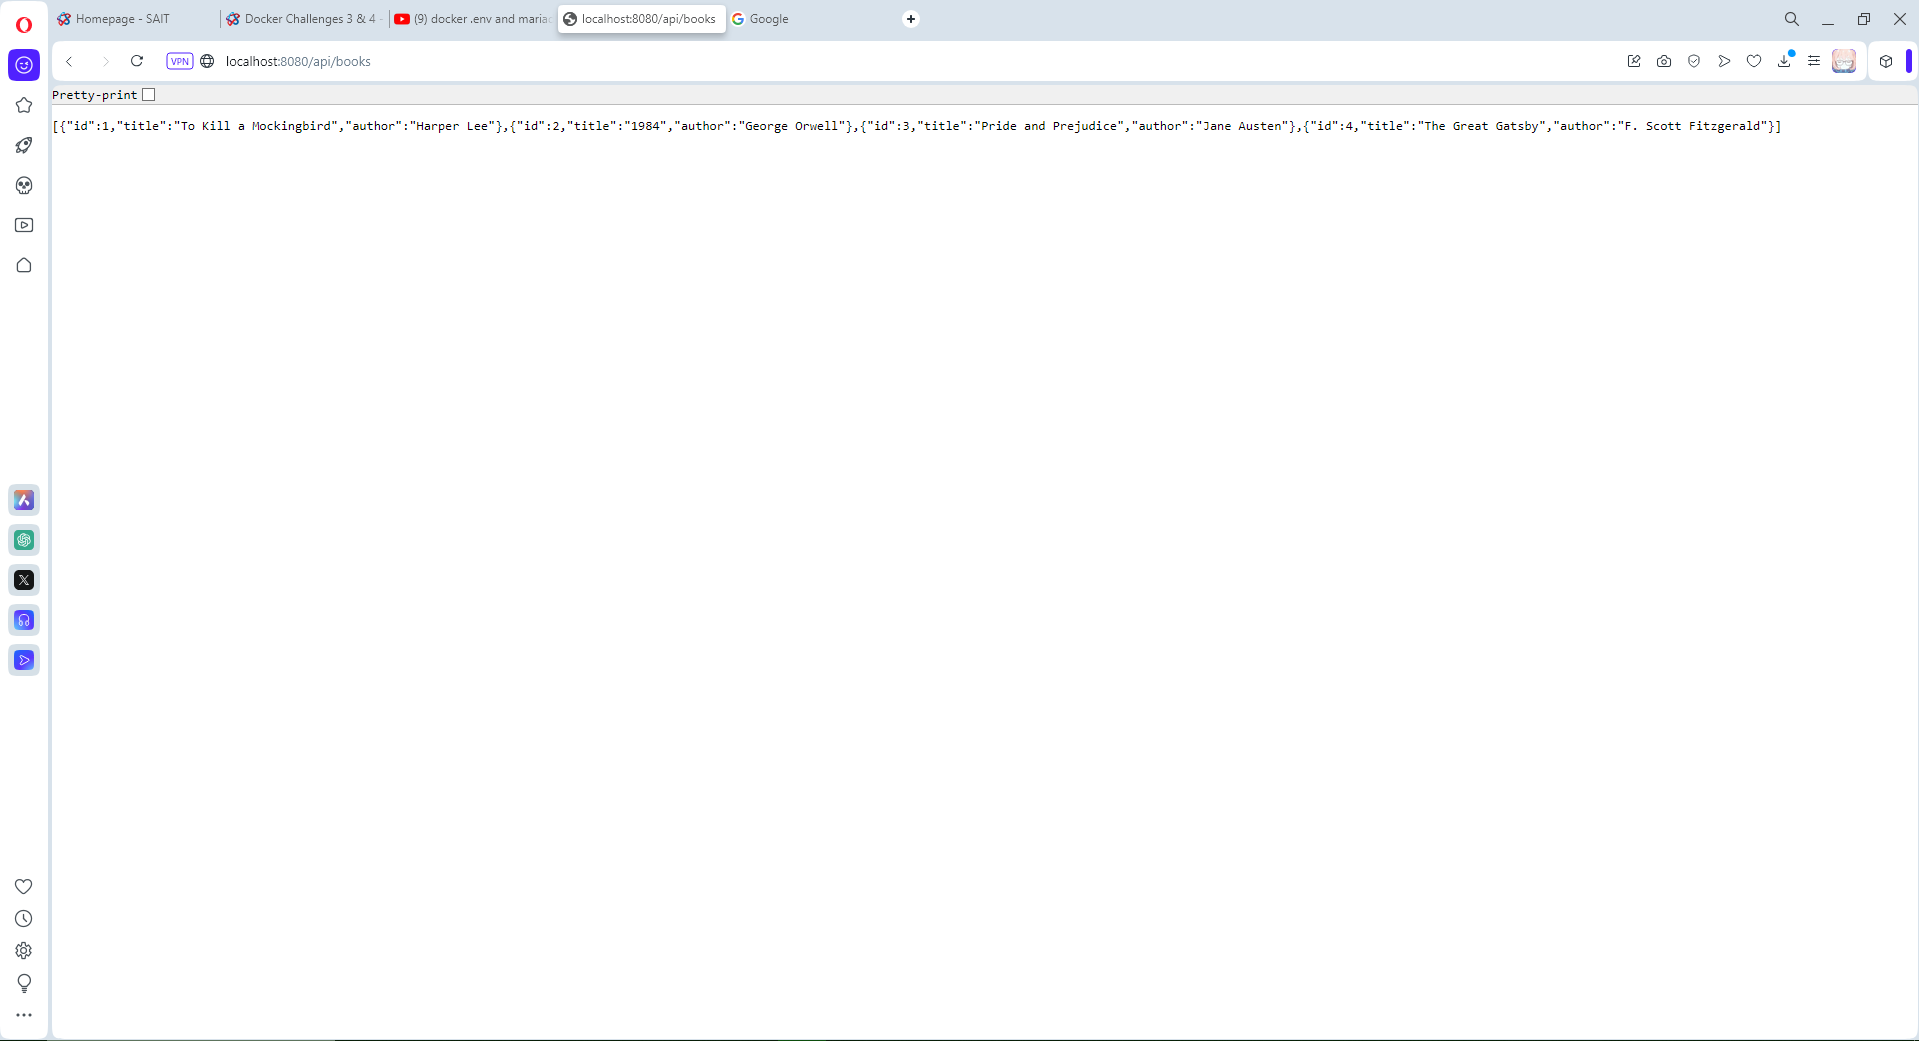 Homepage - SAIT
Docker Challenges 3 & 4 -
(9) docker .env and maria
localhost:8080/api/books
Google
VPN
localhost:8080/api/books
Pretty-print
[{"id":1,"title":"To Kill a Mockingbird","author":"Harper Lee"},{"id":2,"title":"1984","author":"George Orwell"},{"id":3,"title":"Pride and Prejudice","author":"Jane Austen"},{"id":4,"title":"The Great Gatsby","author":"F. Scott Fitzgerald"}]